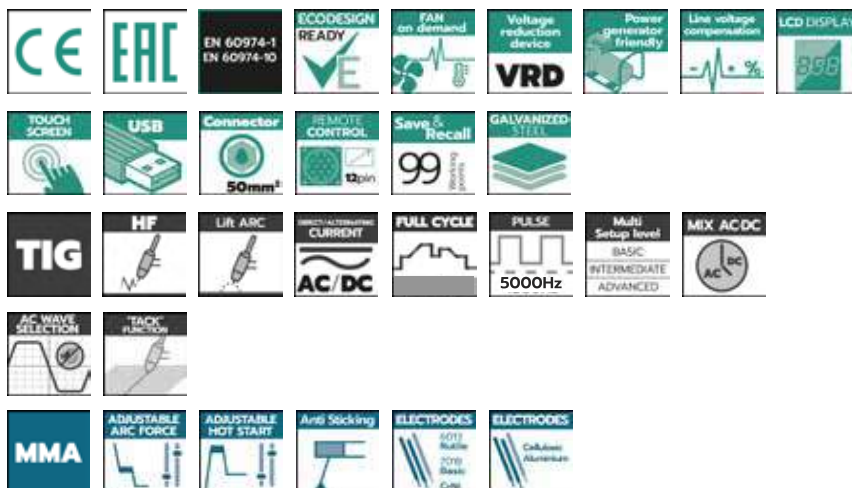 CE
EAC
EN 60974-1
EN 60974-10
ECODESIGN
READY
E
FAN
on demand
Voltage
reduction
device
VRD
Power
generator
friendly
Line voltage
compensation
- + %
LCD DISPLAY
888
TOUCH
SCREEN
USB
Connector
50mm²
REMOTE
CONTROL
12pin
Save &
Recall
99
Working
points
GALVANIZED
STEEL
TIG
HF
Lift ARC
DIRECT/ALTERNATING
CURRENT
AC/DC
FULL CYCLE
PULSE
5000Hz
Multi
Setup level
BASIC
INTERMEDIATE
ADVANCED
MIX AC DC
AC DC
AC WAVE
SELECTION
"TACK"
FUNCTION
MMA
ADJUSTABLE
ARC FORCE
ADJUSTABLE
HOT START
Anti Sticking
ELECTRODES
6013
Rutile
7018
Basic
CrNi
ELECTRODES
Cellulosic
Aluminium